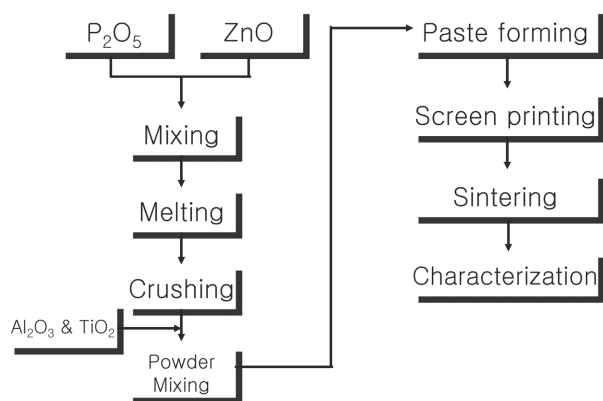 P₂O₅
ZnO
Mixing
Melting
Crushing
Al₂O₃ & TiO₂
Powder
Mixing
Paste forming
Screen printing
Sintering
Characterization